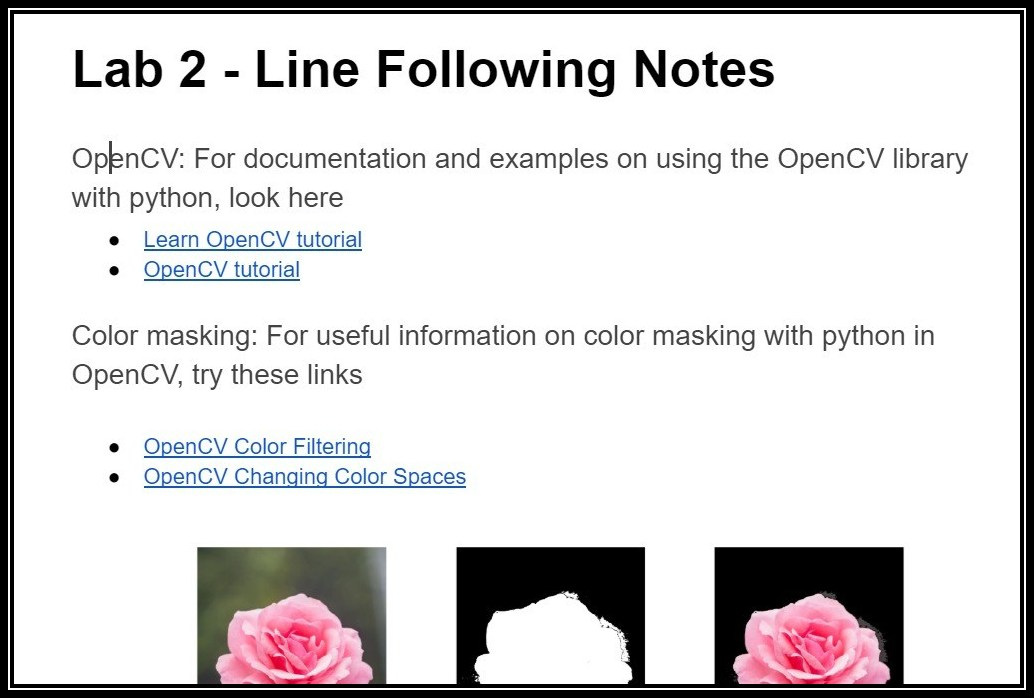 Lab 2 - Line Following Notes
OpenCV: For documentation and examples on using the OpenCV library
with python, look here
● Learn OpenCV tutorial
● OpenCV tutorial
Color masking: For useful information on color masking with python in
OpenCV, try these links
● OpenCV Color Filtering
● OpenCV Changing Color Spaces